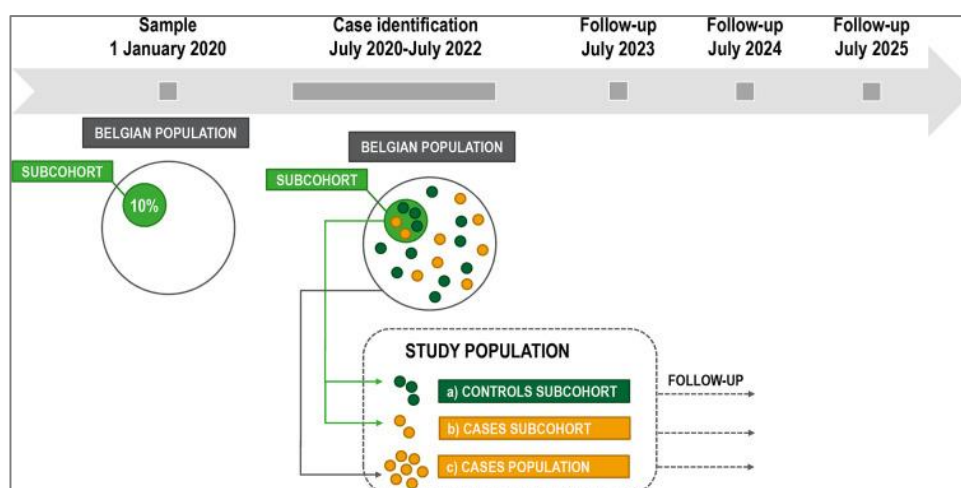 Sample
1 January 2020
Case identification
July 2020-July 2022
Follow-up
July 2023
Follow-up
July 2024
Follow-up
July 2025
BELGIAN POPULATION
SUBCOHORT
10%
BELGIAN POPULATION
SUBCOHORT
STUDY POPULATION
a) CONTROLS SUBCOHORT
b) CASES SUBCOHORT
c) CASES POPULATION
FOLLOW-UP